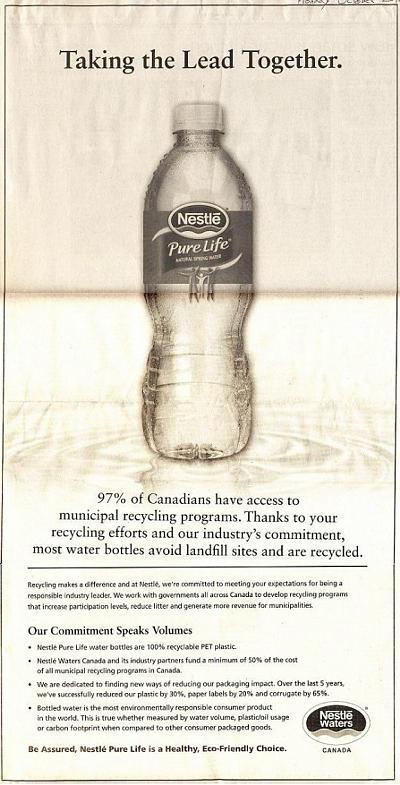 Monday October 20
Taking the Lead Together.
Nestlé
Pure Life
NATURAL SPRING WATER
97% of Canadians have access to
municipal recycling programs. Thanks to your
recycling efforts and our industry's commitment,
most water bottles avoid landfill sites and are recycled.
Recycling makes a difference and at Nestlé, we're committed to meeting your expectations for being a
responsible industry leader. We work with governments all across Canada to develop recycling programs
that increase participation levels, reduce litter and generate more revenue for municipalities.
Our Commitment Speaks Volumes
• Nestlé Pure Life water bottles are 100% recyclable PET plastic.
• Nestlé Waters Canada and its industry partners fund a minimum of 50% of the cost
of all municipal recycling programs in Canada.
• We are dedicated to finding new ways of reducing our packaging impact. Over the last 5 years,
we've successfully reduced our plastic by 30%, paper labels by 20% and corrugate by 65%.
• Bottled water is the most environmentally responsible consumer product
in the world. This is true whether measured by water volume, plastic/oil usage
or carbon footprint when compared to other consumer packaged goods.
Nestlé
Waters
®
CANADA
Be Assured, Nestlé Pure Life is a Healthy, Eco-Friendly Choice.